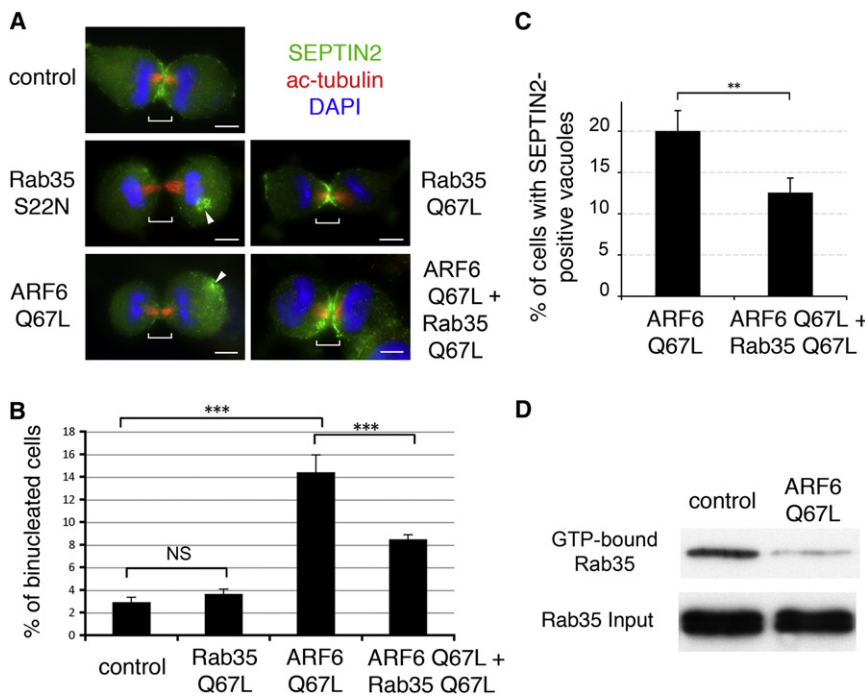 A
control
SEPTIN2
ac-tubulin
DAPI
Rab35
S22N
Rab35
Q67L
ARF6
Q67L
ARF6
Q67L +
Rab35
Q67L
B
% of binucleated cells
18
16
14
12
10
8
6
4
2
0
NS
***
***
control
Rab35
Q67L
ARF6
Q67L
ARF6 Q67L +
Rab35 Q67L
C
% of cells with SEPTIN2-
positive vacuoles
20
15
10
5
0
**
ARF6
Q67L
ARF6 Q67L +
Rab35 Q67L
D
control
ARF6
Q67L
GTP-bound
Rab35
Rab35 Input